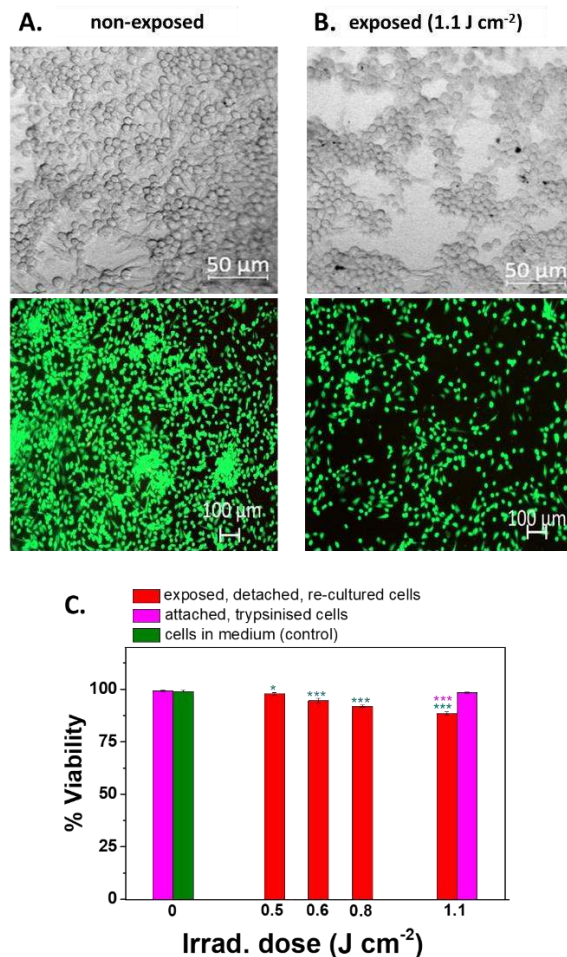 A.
non-exposed
B.
exposed (1.1 J cm⁻²)
50 µm
50 µm
100 µm
100 µm
C.
exposed, detached, re-cultured cells
attached, trypsinised cells
cells in medium (control)
% Viability
100
75
50
25
0
*
***
***
***
***
0
0.5
0.6
0.8
1.1
Irrad. dose (J cm⁻²)